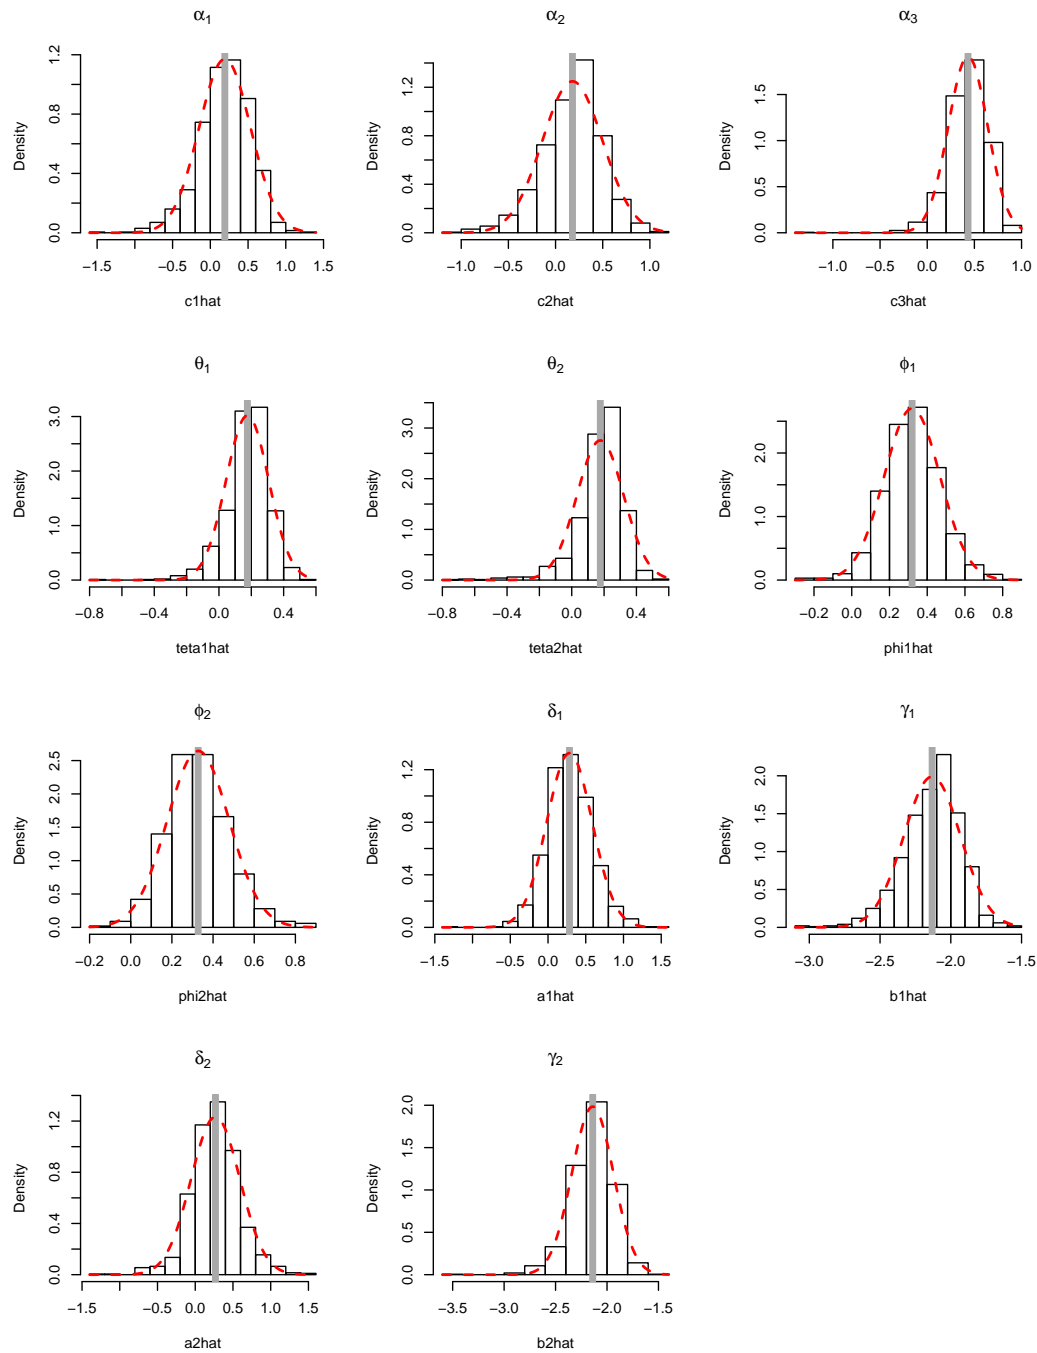 α1
Density
0.0 0.4 0.8 1.2
−1.5 −0.5 0.0 0.5 1.0 1.5
c1hat
α2
Density
0.0 0.4 0.8 1.2
−1.0 −0.5 0.0 0.5 1.0
c2hat
α3
Density
0.0 0.5 1.0 1.5
−1.0 −0.5 0.0 0.5 1.0
c3hat
θ1
Density
0.0 1.0 2.0 3.0
−0.8 −0.4 0.0 0.4
teta1hat
θ2
Density
0.0 1.0 2.0 3.0
−0.8 −0.4 0.0 0.4
teta2hat
ϕ1
Density
0.0 1.0 2.0
−0.2 0.0 0.2 0.4 0.6 0.8
phi1hat
ϕ2
Density
0.0 0.5 1.0 1.5 2.0 2.5
−0.2 0.0 0.2 0.4 0.6 0.8
phi2hat
δ1
Density
0.0 0.4 0.8 1.2
−1.5 −0.5 0.0 0.5 1.0 1.5
a1hat
γ1
Density
0.0 0.5 1.0 1.5 2.0
−3.0 −2.5 −2.0 −1.5
b1hat
δ2
Density
0.0 0.4 0.8 1.2
−1.5 −0.5 0.0 0.5 1.0 1.5
a2hat
γ2
Density
0.0 0.5 1.0 1.5 2.0
−3.5 −3.0 −2.5 −2.0 −1.5
b2hat